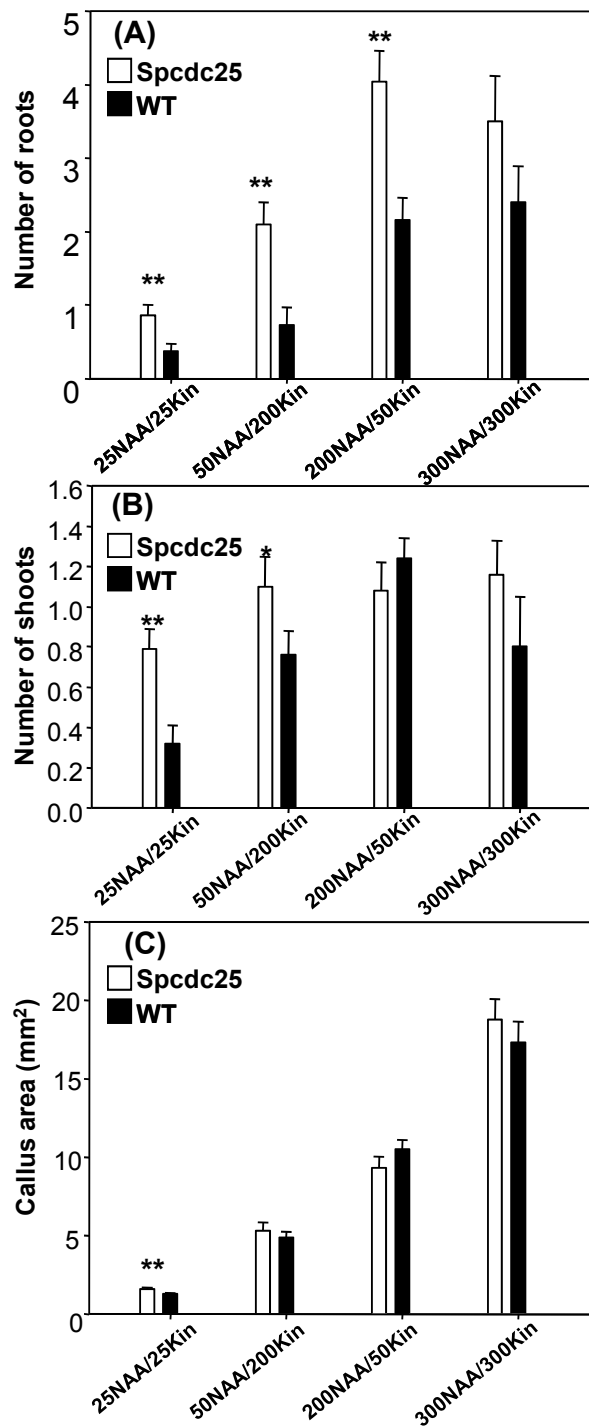 (A)
Spcdc25
WT
Number of roots
5
4
3
2
1
0
**
**
**
25NAA/25Kin
50NAA/200Kin
200NAA/50Kin
300NAA/300Kin
(B)
Spcdc25
WT
Number of shoots
1.6
1.4
1.2
1.0
0.8
0.6
0.4
0.2
0.0
**
*
25NAA/25Kin
50NAA/200Kin
200NAA/50Kin
300NAA/300Kin
(C)
Spcdc25
WT
Callus area (mm²)
25
20
15
10
5
0
**
25NAA/25Kin
50NAA/200Kin
200NAA/50Kin
300NAA/300Kin